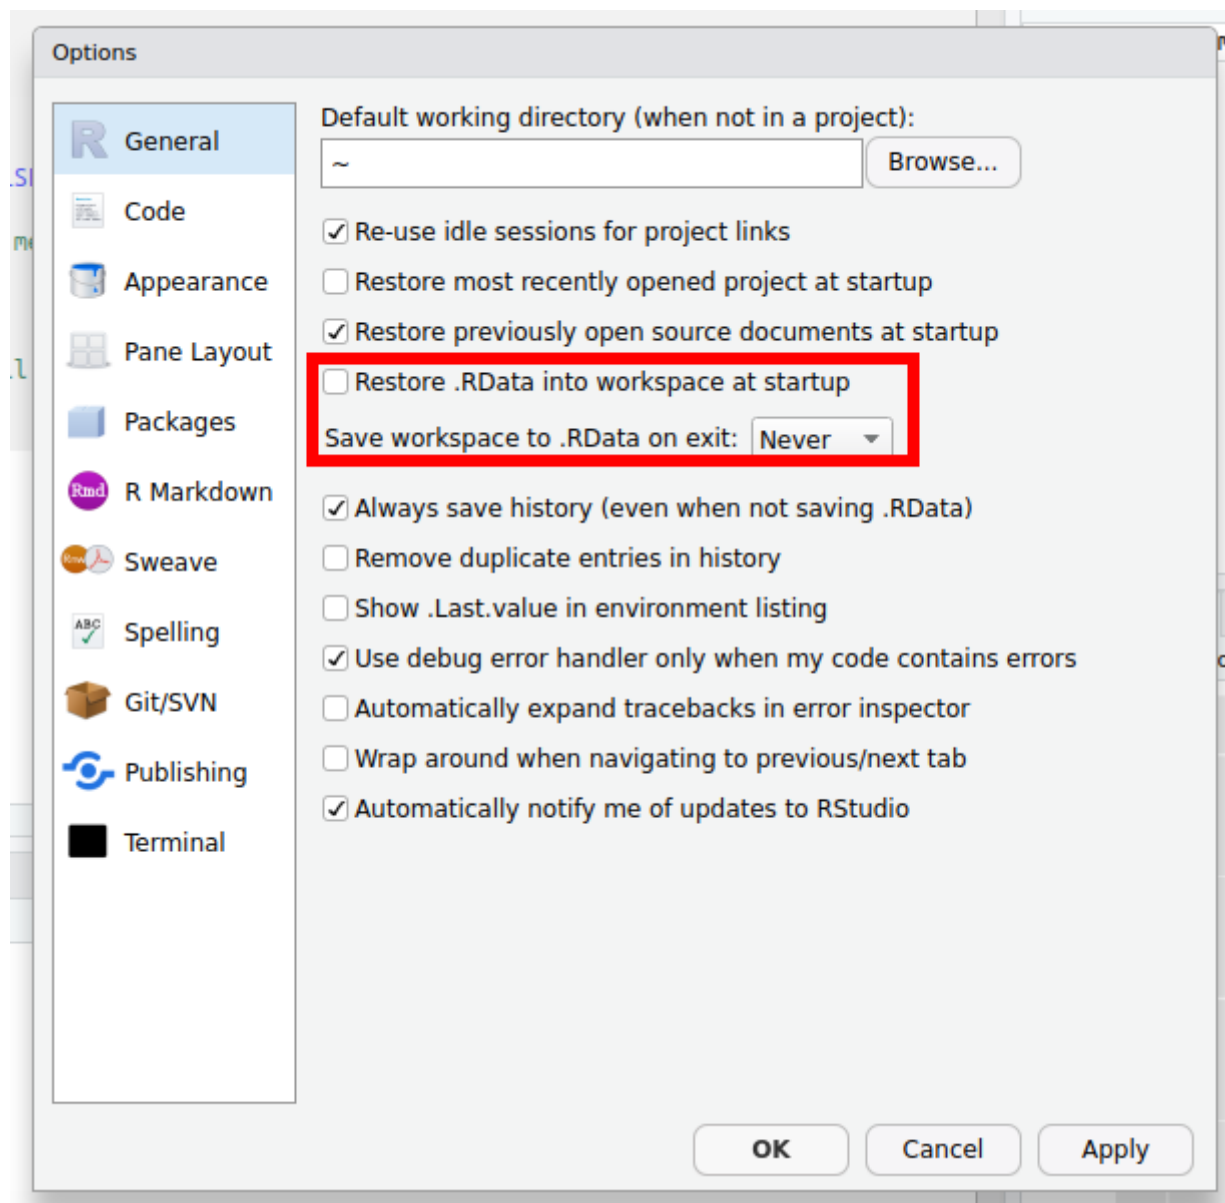 Options
General
Code
Appearance
Pane Layout
Packages
Rmd R Markdown
Rnw Sweave
ABC Spelling
Git/SVN
Publishing
Terminal
Default working directory (when not in a project):
~ Browse...
Re-use idle sessions for project links
Restore most recently opened project at startup
Restore previously open source documents at startup
Restore .RData into workspace at startup
Save workspace to .RData on exit: Never
Always save history (even when not saving .RData)
Remove duplicate entries in history
Show .Last.value in environment listing
Use debug error handler only when my code contains errors
Automatically expand tracebacks in error inspector
Wrap around when navigating to previous/next tab
Automatically notify me of updates to RStudio
OK Cancel Apply